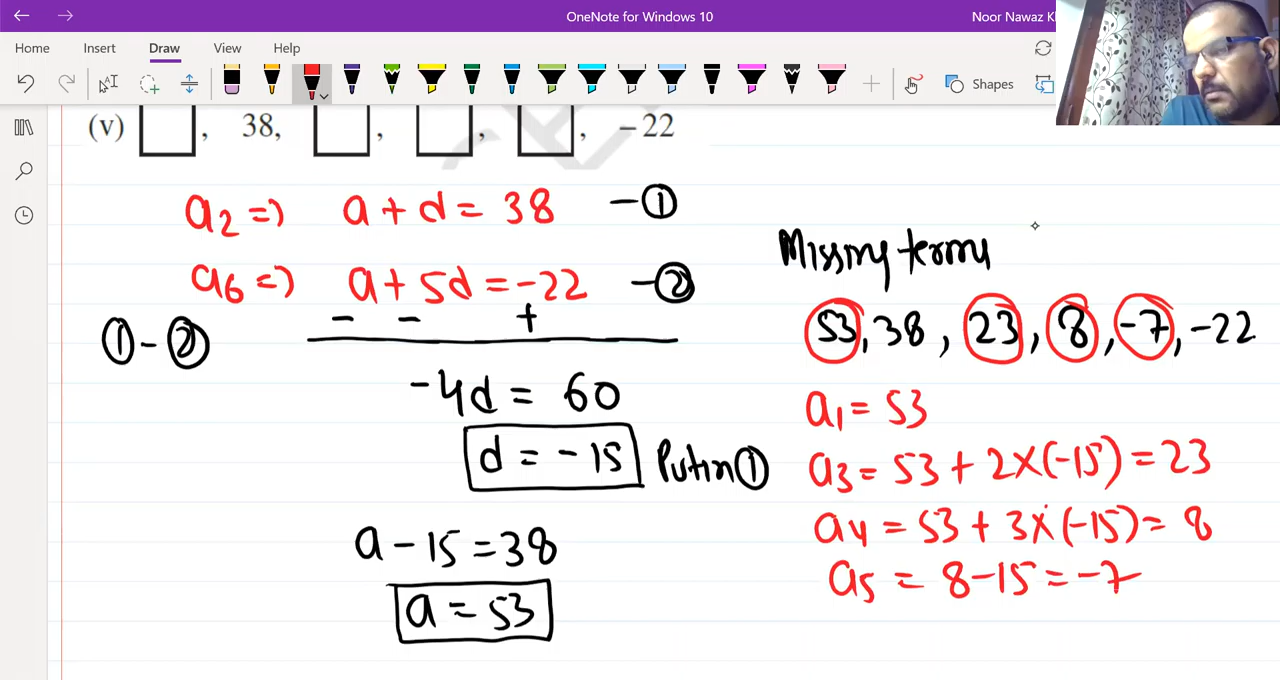 OneNote for Windows 10
Noor Nawaz Kh
Home Insert Draw View Help
Shapes
(v) , 38, , , , -22
a2 => a + d = 38 -①
a6 => a + 5d = -22 -②
- - +
① - ②
-4d = 60
d = -15 Put in ①
a - 15 = 38
a = 53
Missing terms
53, 38, 23, 8, -7, -22
a1 = 53
a3 = 53 + 2×(-15) = 23
a4 = 53 + 3×(-15) = 8
a5 = 8 - 15 = -7